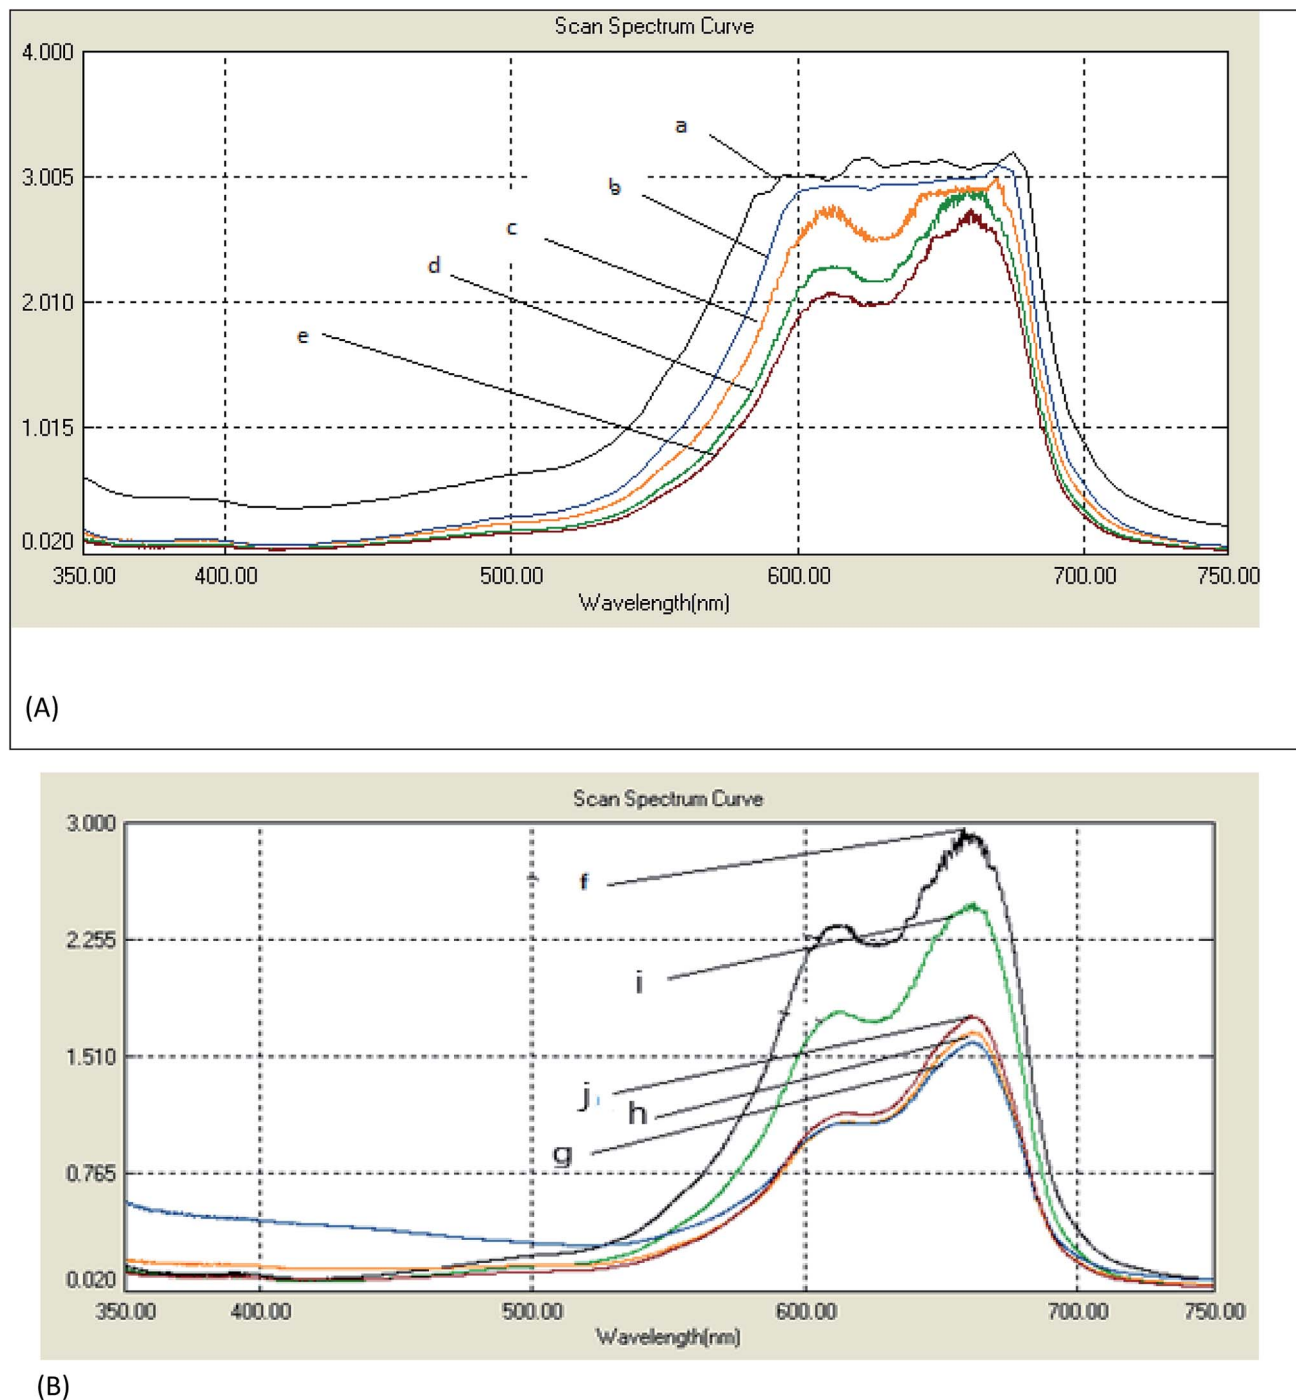 Scan Spectrum Curve
4.000
a
3.005
b
c
d
2.010
e
1.015
0.020
350.00 400.00 500.00 600.00 700.00 750.00
Wavelength(nm)
(A)
Scan Spectrum Curve
3.000
f
2.255
i
1.510
j
h
g
0.765
0.020
350.00 400.00 500.00 600.00 700.00 750.00
Wavelength(nm)
(B)